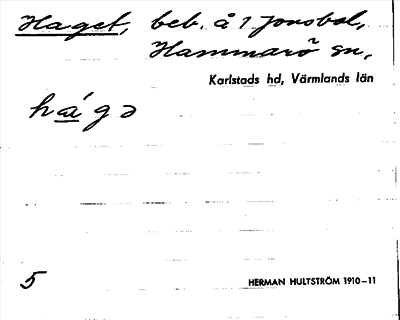 Haget, beb. å 1 Jonsbol,
Hammarö sn,
Karlstads hd, Värmlands län
hágə
5
HERMAN HULTSTRÖM 1910–11